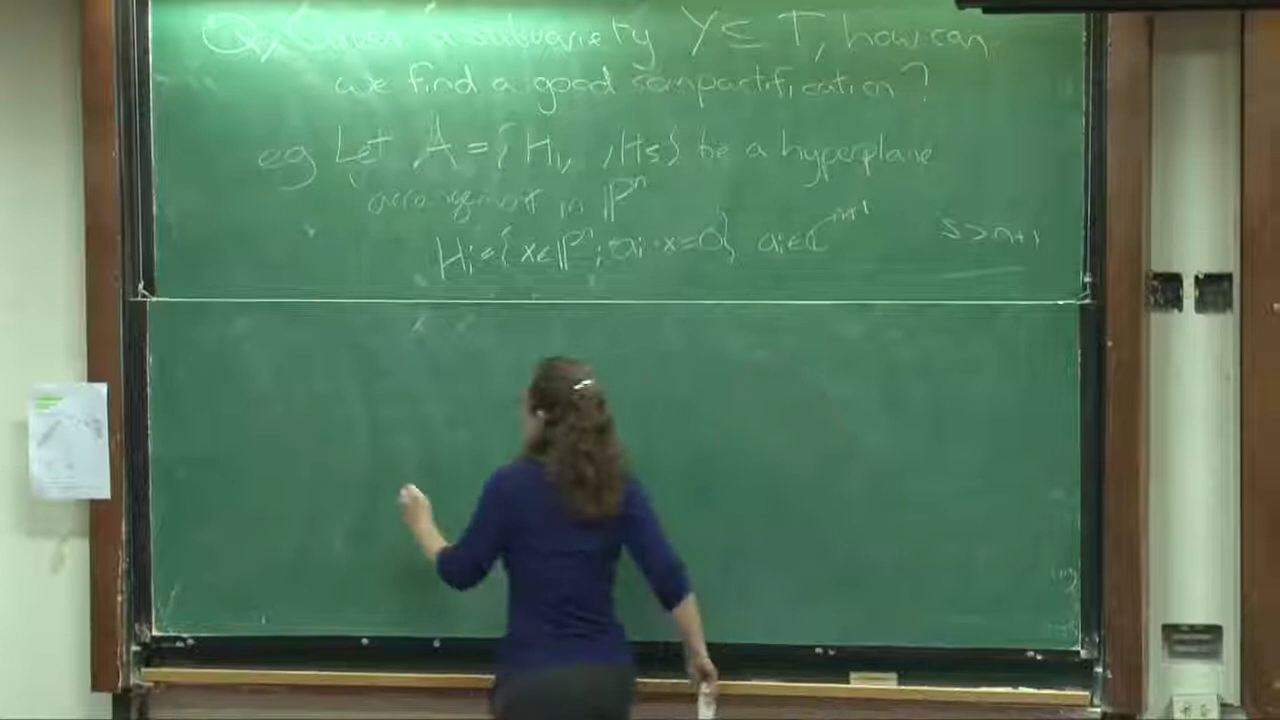 Q: Given a subvariety Y ⊆ T, how can
we find a good compactification?
eg Let A = { H₁, , Hs } be a hyperplane
arrangement in ℙⁿ
Hᵢ = { x ∈ ℙⁿ : aᵢ · x = 0 } aᵢ ∈ ℂⁿ⁺¹ s > n+1